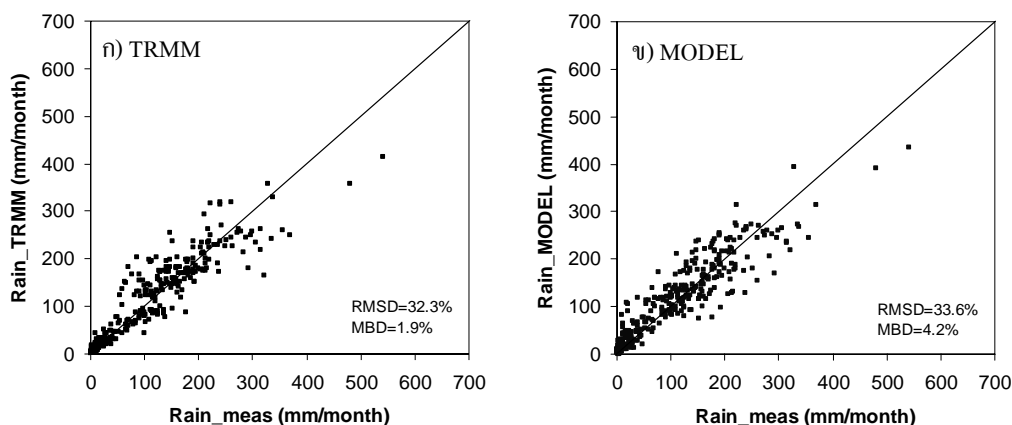 ก) TRMM
Rain_TRMM (mm/month)
700
600
500
400
300
200
100
0
RMSD=32.3%
MBD=1.9%
0 100 200 300 400 500 600 700
Rain_meas (mm/month)
ข) MODEL
Rain_MODEL (mm/month)
700
600
500
400
300
200
100
0
RMSD=33.6%
MBD=4.2%
0 100 200 300 400 500 600 700
Rain_meas (mm/month)